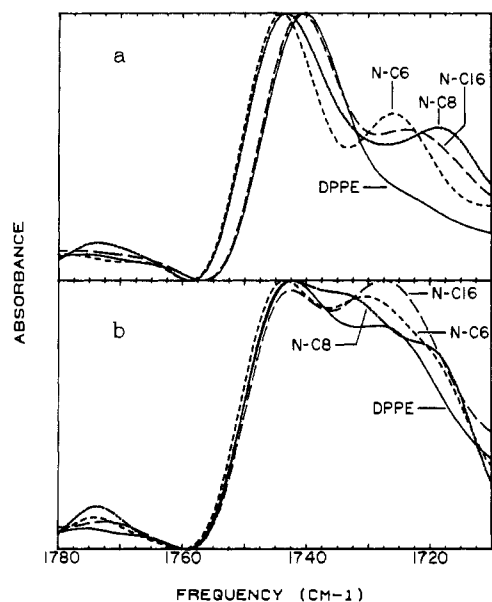 a
N-C6
N-C16
N-C8
DPPE
ABSORBANCE
b
N-C16
N-C6
N-C8
DPPE
1780 1760 1740 1720
FREQUENCY (CM-1)